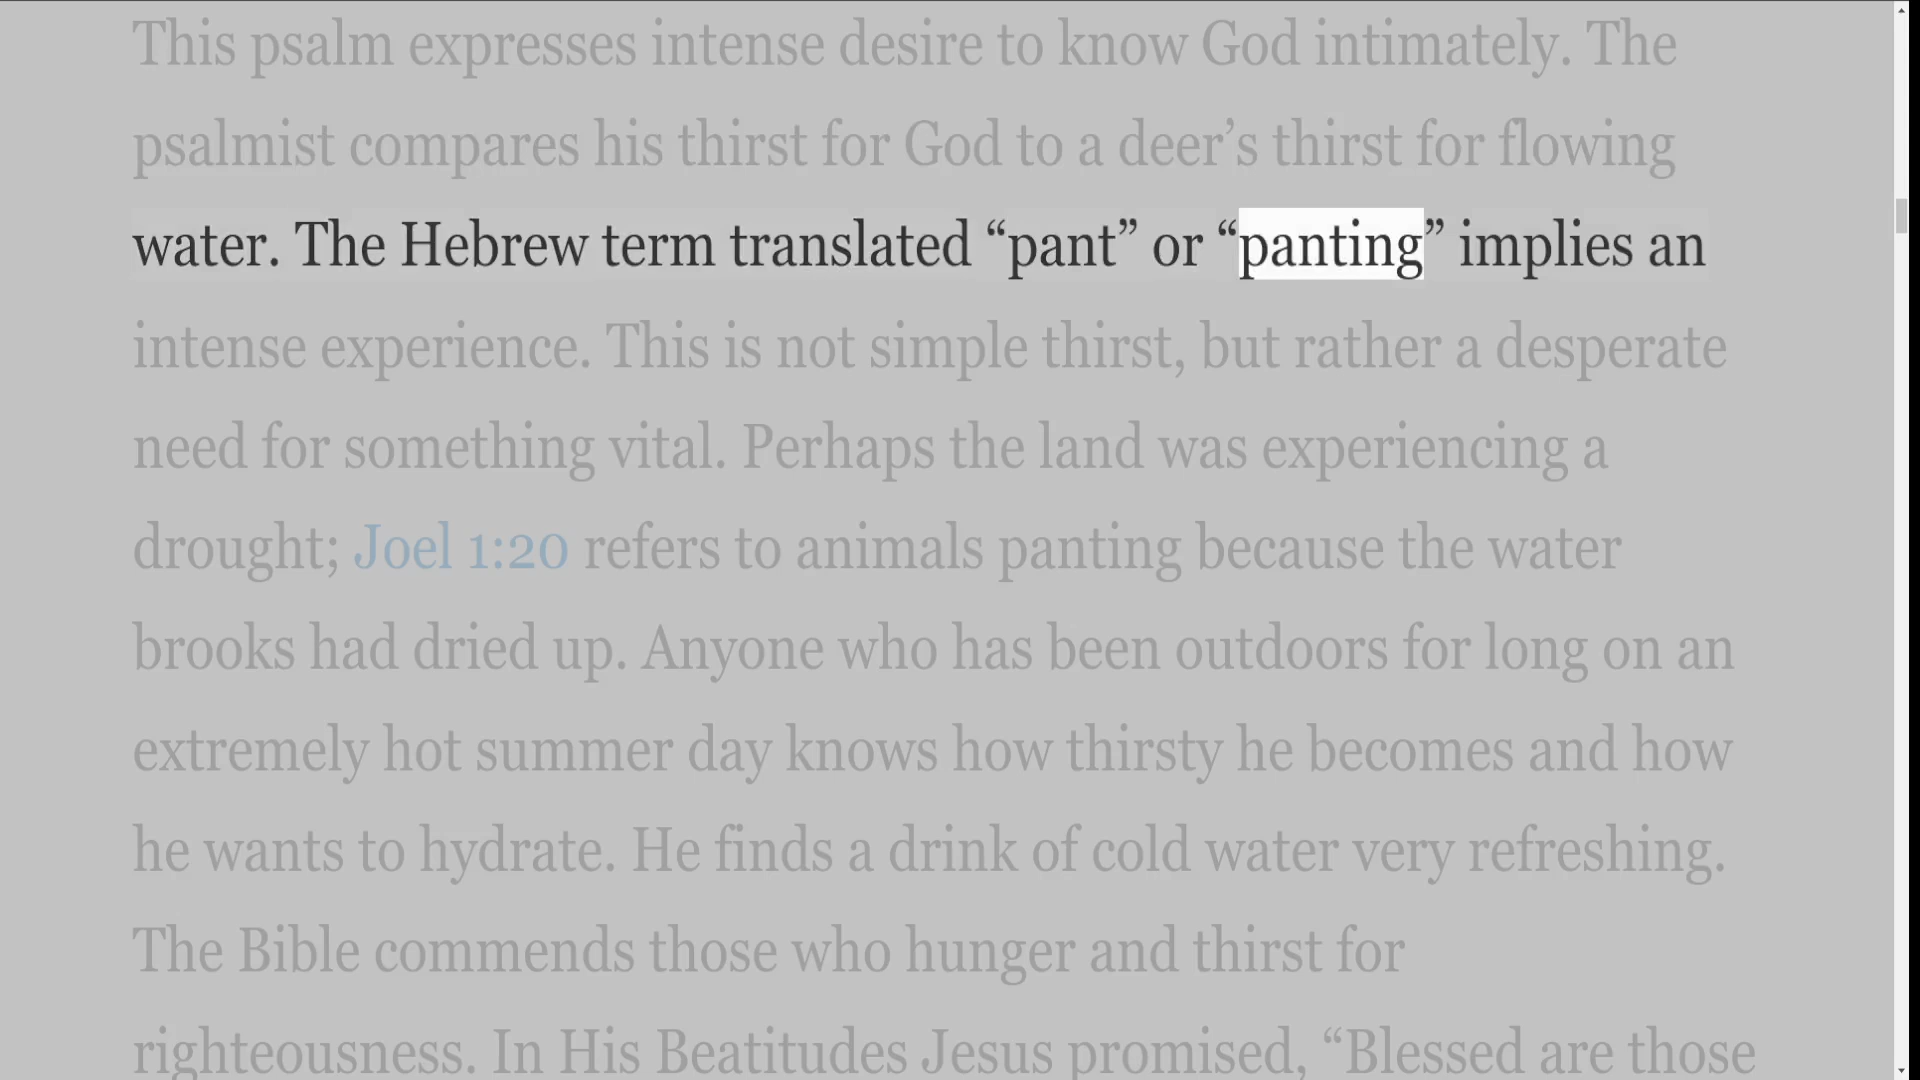 This psalm expresses intense desire to know God intimately. The
psalmist compares his thirst for God to a deer’s thirst for flowing
water. The Hebrew term translated “pant” or “panting” implies an
intense experience. This is not simple thirst, but rather a desperate
need for something vital. Perhaps the land was experiencing a
drought; Joel 1:20 refers to animals panting because the water
brooks had dried up. Anyone who has been outdoors for long on an
extremely hot summer day knows how thirsty he becomes and how
he wants to hydrate. He finds a drink of cold water very refreshing.
The Bible commends those who hunger and thirst for
righteousness. In His Beatitudes Jesus promised, “Blessed are those